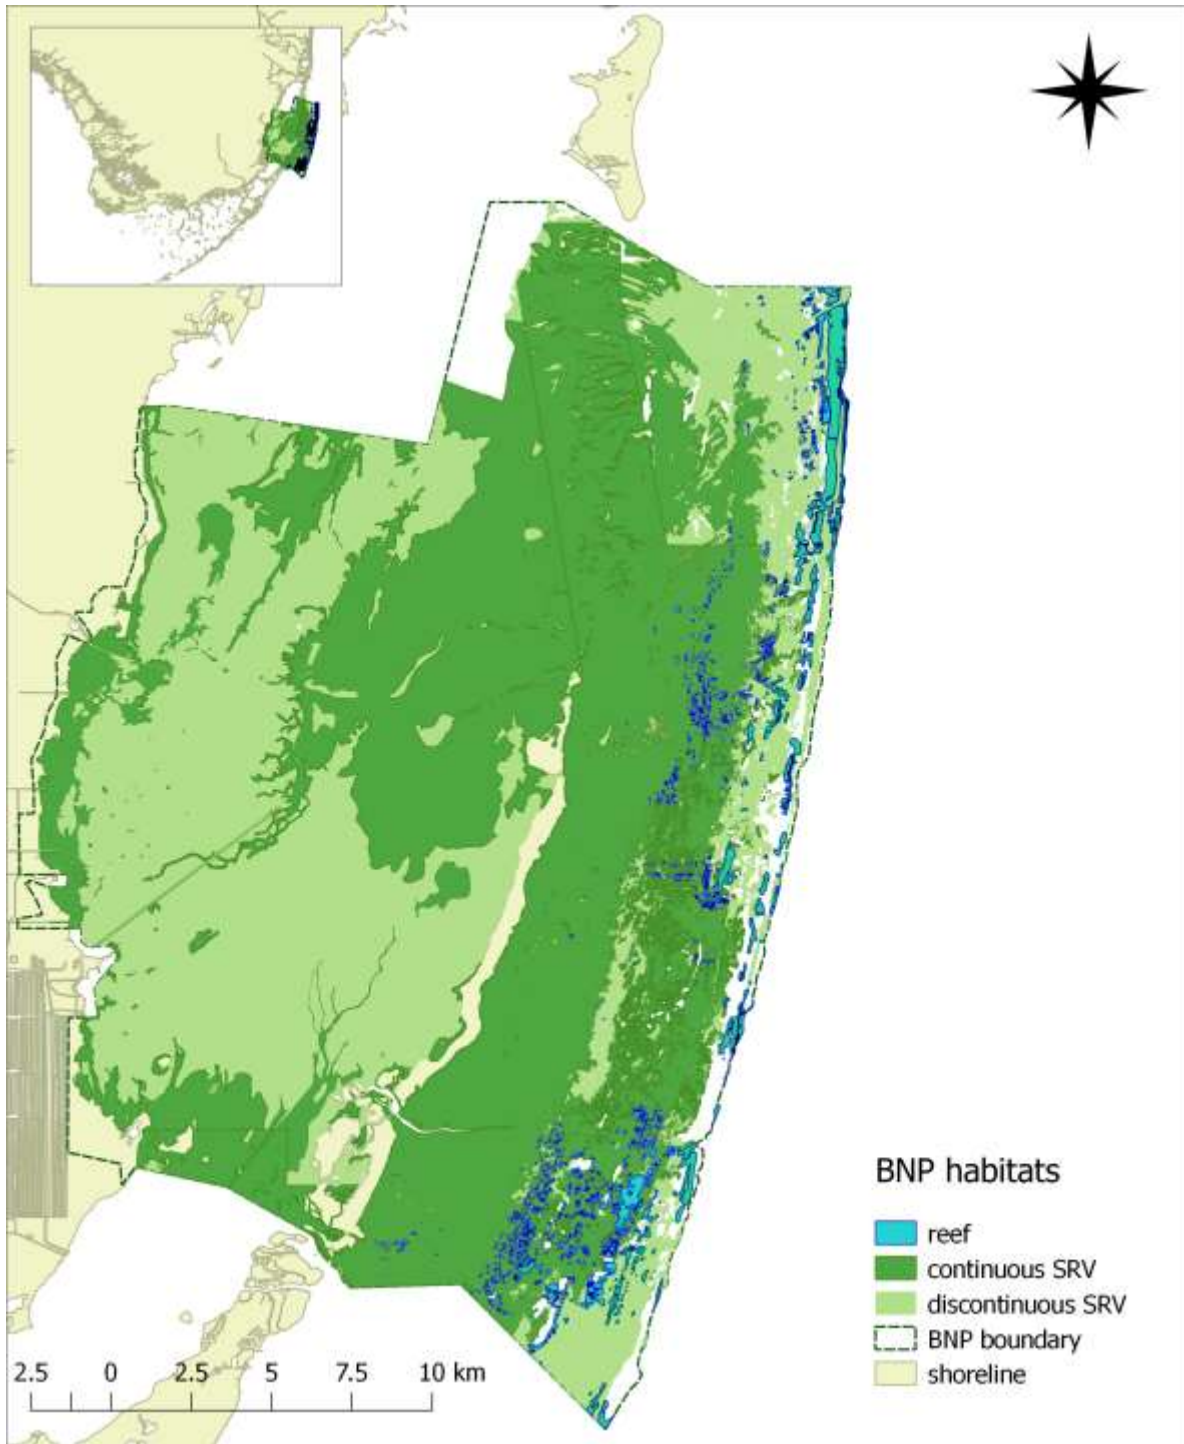 BNP habitats
reef
continuous SRV
discontinuous SRV
BNP boundary
shoreline
2.5 0 2.5 5 7.5 10 km